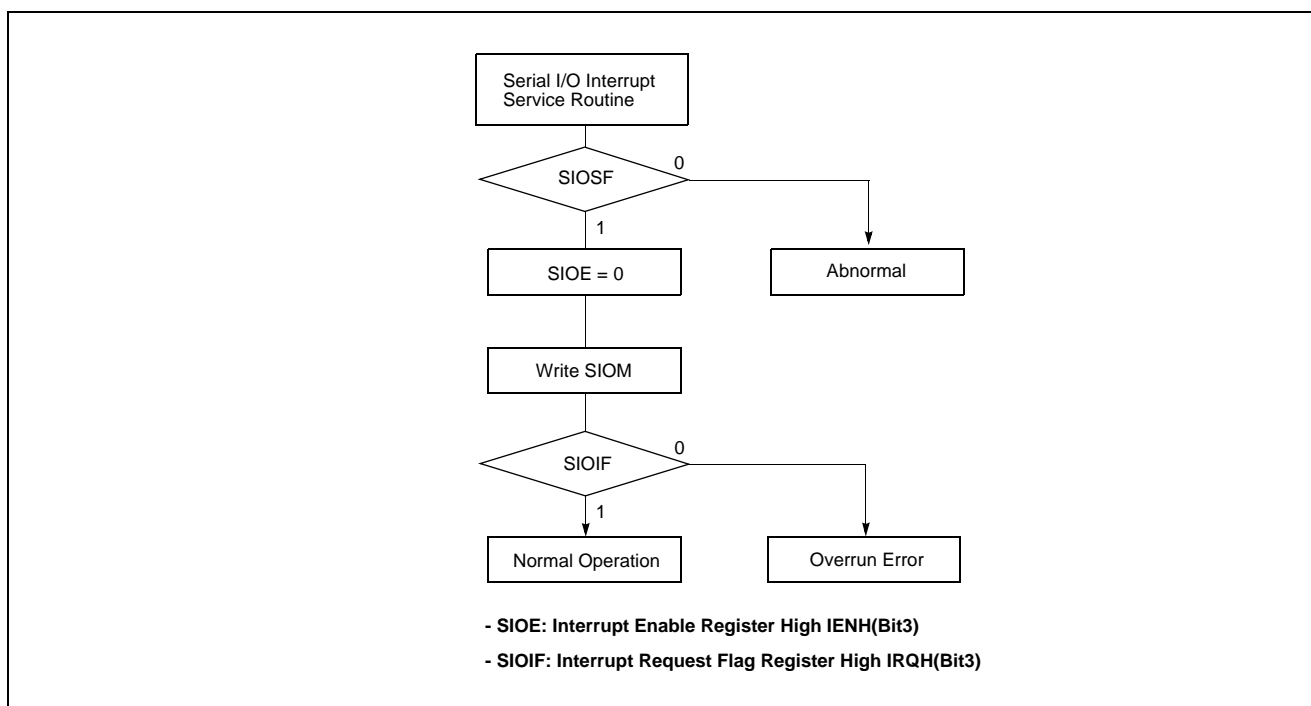 Serial I/O Interrupt
Service Routine
SIOSF
0
1
SIOE = 0
Abnormal
Write SIOM
SIOIF
0
1
Normal Operation
Overrun Error
- SIOE: Interrupt Enable Register High IENH(Bit3)
- SIOIF: Interrupt Request Flag Register High IRQH(Bit3)